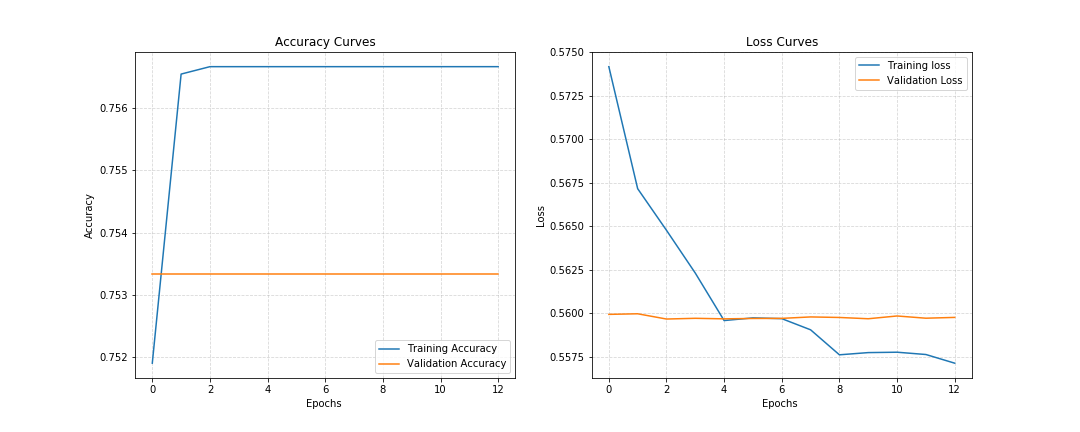 Accuracy Curves
0.756
0.755
0.754
0.753
0.752
Accuracy
0 2 4 6 8 10 12
Epochs
Training Accuracy
Validation Accuracy
Loss Curves
0.5750
0.5725
0.5700
0.5675
0.5650
0.5625
0.5600
0.5575
Loss
0 2 4 6 8 10 12
Epochs
Training loss
Validation Loss